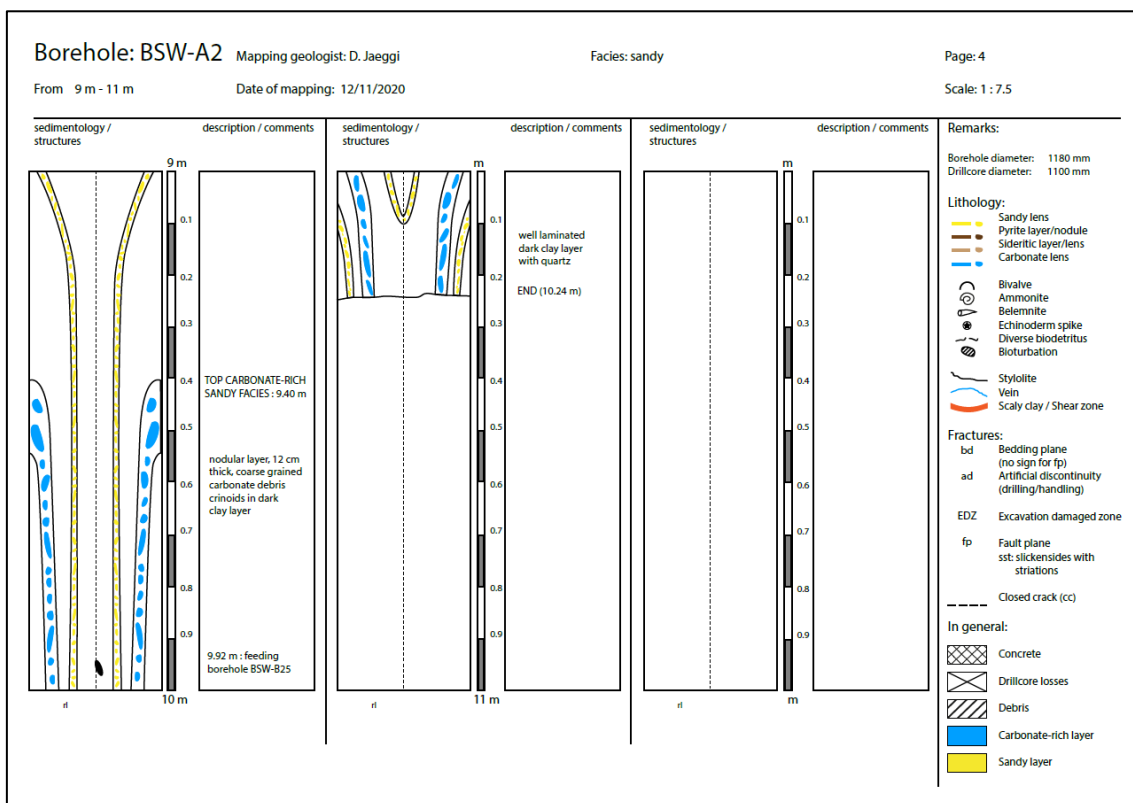 Borehole: BSW-A2 Mapping geologist: D. Jaeggi Facies: sandy Page: 4
From 9 m - 11 m Date of mapping: 12/11/2020 Scale: 1 : 7.5
sedimentology /
structures
description / comments
9 m
0.1
0.2
0.3
0.4
0.5
0.6
0.7
0.8
0.9
10 m
rl
TOP CARBONATE-RICH
SANDY FACIES : 9.40 m
nodular layer, 12 cm
thick, coarse grained
carbonate debris
crinoids in dark
clay layer
9.92 m : feeding
borehole BSW-B25
sedimentology /
structures
description / comments
m
0.1
0.2
0.3
0.4
0.5
0.6
0.7
0.8
0.9
11 m
rl
well laminated
dark clay layer
with quartz
END (10.24 m)
sedimentology /
structures
description / comments
m
0.1
0.2
0.3
0.4
0.5
0.6
0.7
0.8
0.9
m
rl
Remarks:
Borehole diameter: 1180 mm
Drillcore diameter: 1100 mm
Lithology:
Sandy lens
Pyrite layer/nodule
Sideritic layer/lens
Carbonate lens
Bivalve
Ammonite
Belemnite
Echinoderm spike
Diverse biodetritus
Bioturbation
Stylolite
Vein
Scaly clay / Shear zone
Fractures:
bd Bedding plane
(no sign for fp)
ad Artificial discontinuity
(drilling/handling)
EDZ Excavation damaged zone
fp Fault plane
sst: slickensides with
striations
Closed crack (cc)
In general:
Concrete
Drillcore losses
Debris
Carbonate-rich layer
Sandy layer